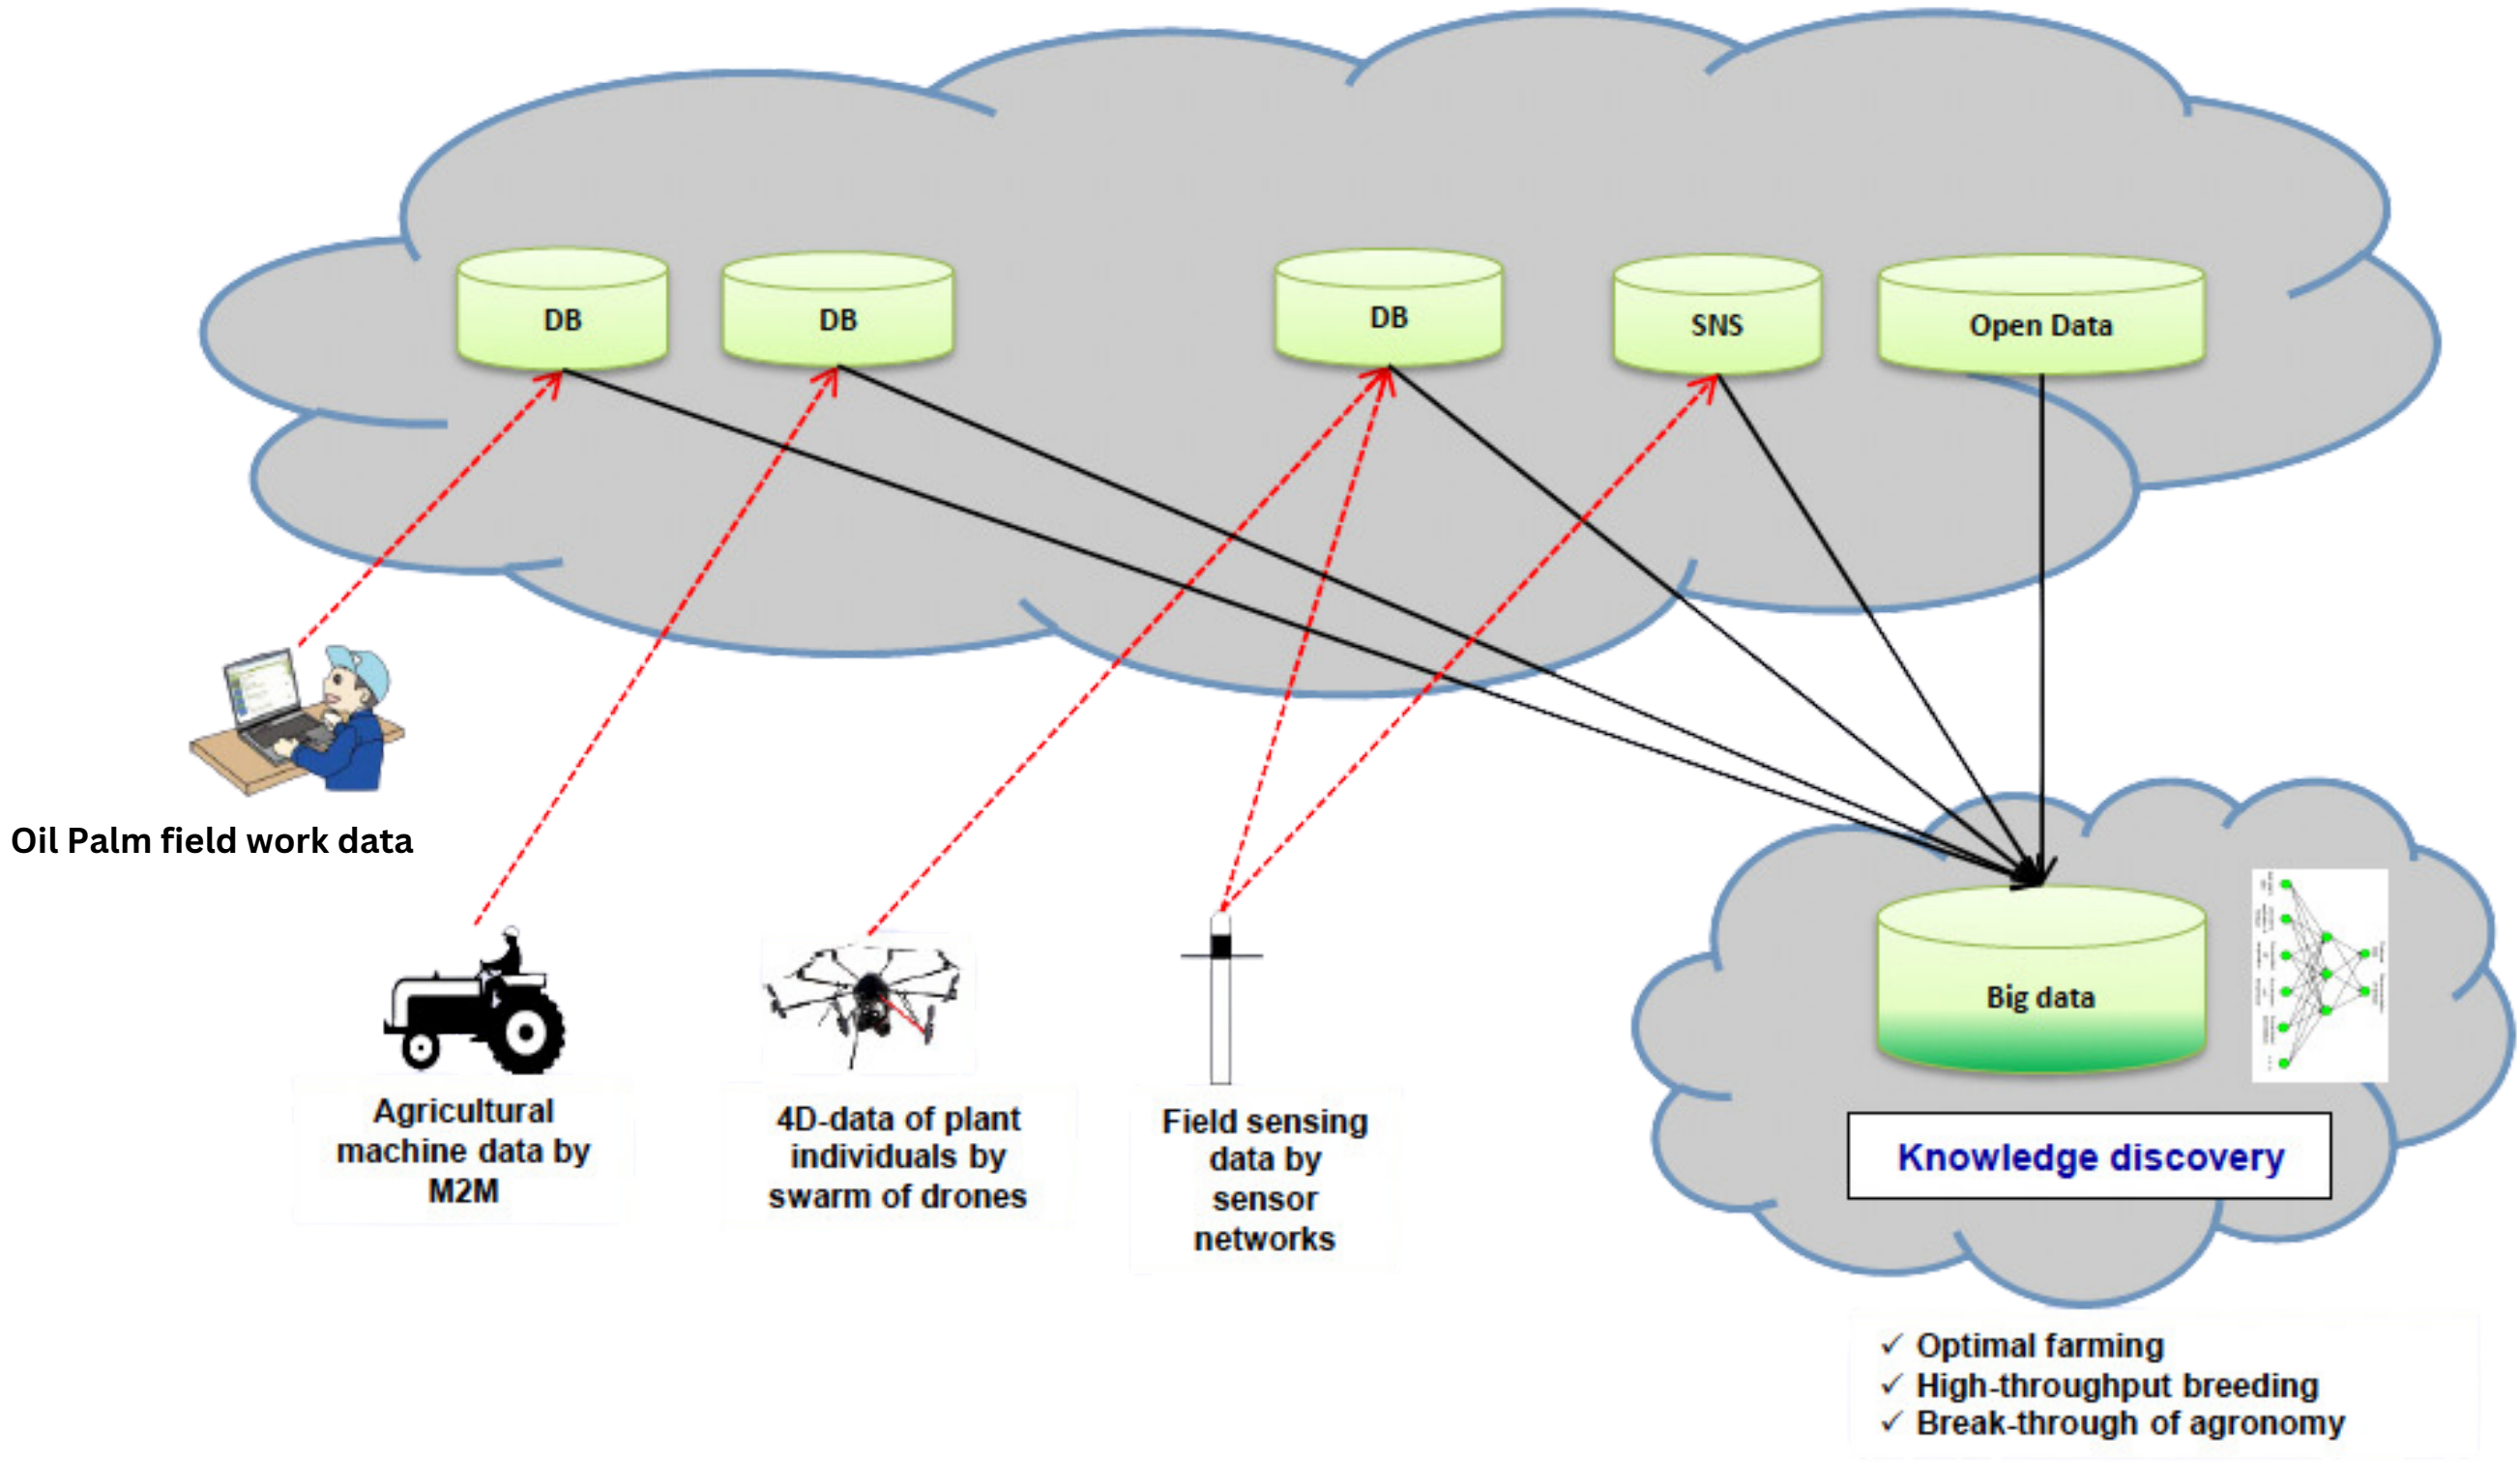 DB
DB
DB
SNS
Open Data
Oil Palm field work data
Agricultural
machine data by
M2M
4D-data of plant
individuals by
swarm of drones
Field sensing
data by
sensor
networks
Big data
Knowledge discovery
✓ Optimal farming
✓ High-throughput breeding
✓ Break-through of agronomy